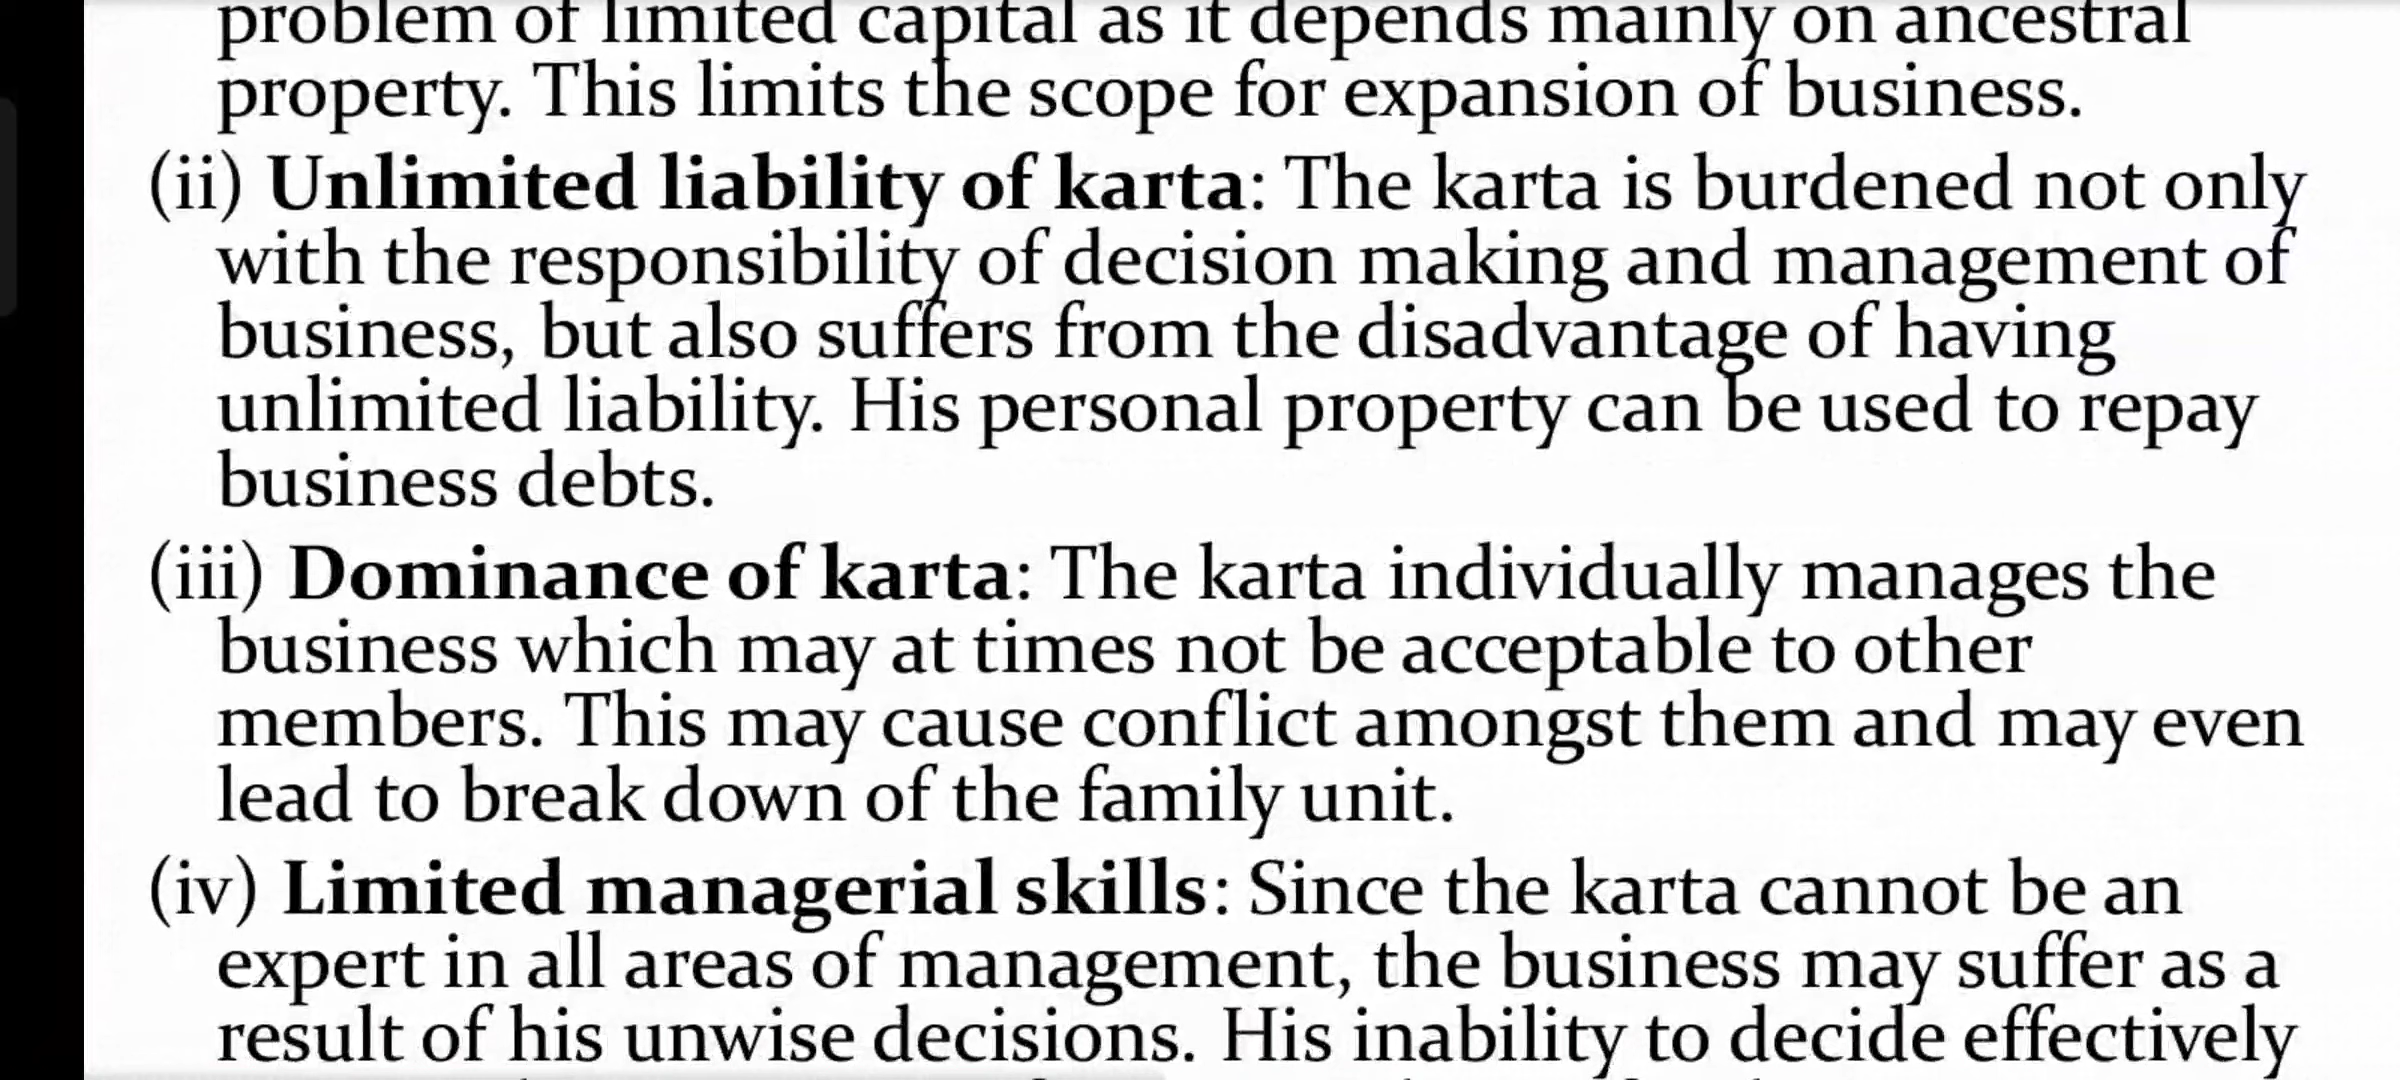 problem of limited capital as it depends mainly on ancestral
property. This limits the scope for expansion of business.
(ii) Unlimited liability of karta: The karta is burdened not only
with the responsibility of decision making and management of
business, but also suffers from the disadvantage of having
unlimited liability. His personal property can be used to repay
business debts.
(iii) Dominance of karta: The karta individually manages the
business which may at times not be acceptable to other
members. This may cause conflict amongst them and may even
lead to break down of the family unit.
(iv) Limited managerial skills: Since the karta cannot be an
expert in all areas of management, the business may suffer as a
result of his unwise decisions. His inability to decide effectively